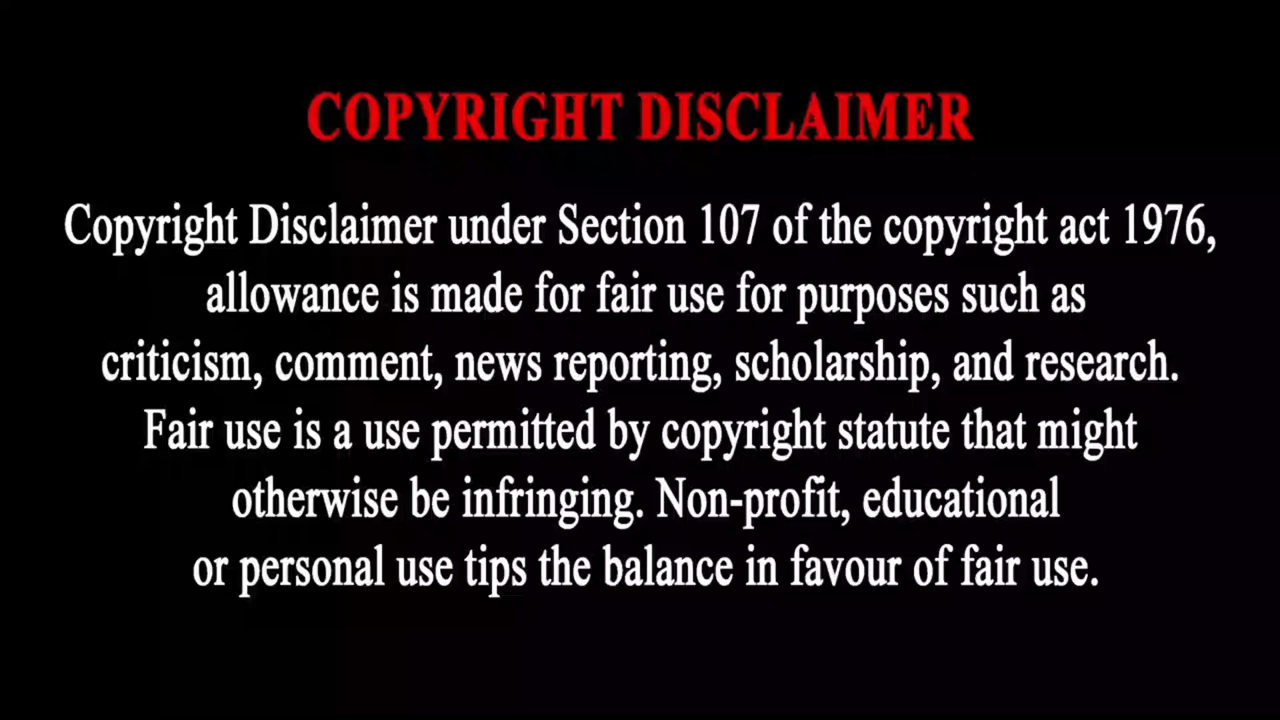 COPYRIGHT DISCLAIMER
Copyright Disclaimer under Section 107 of the copyright act 1976,
allowance is made for fair use for purposes such as
criticism, comment, news reporting, scholarship, and research.
Fair use is a use permitted by copyright statute that might
otherwise be infringing. Non-profit, educational
or personal use tips the balance in favour of fair use.